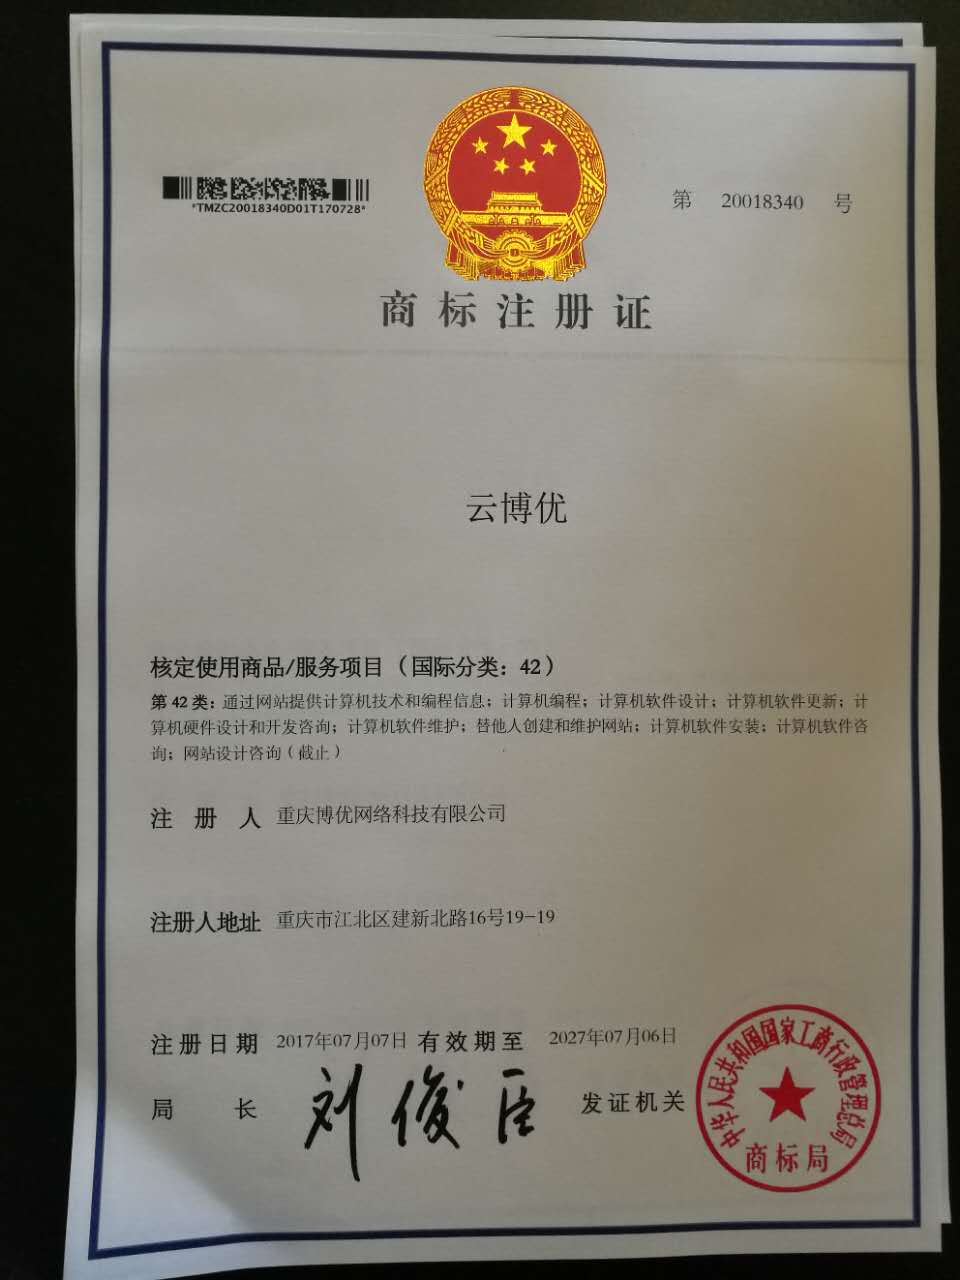 *TMZC20018340D01T170728*
第 20018340 号
商标注册证
云博优
核定使用商品/服务项目（国际分类：42）
第 42 类：通过网站提供计算机技术和编程信息；计算机编程；计算机软件设计；计算机软件更新；计
算机硬件设计和开发咨询；计算机软件维护；替他人创建和维护网站；计算机软件安装；计算机软件咨
询；网站设计咨询（截止）
注册人 重庆博优网络科技有限公司
注册人地址 重庆市江北区建新北路16号19-19
注册日期 2017年07月07日 有效期至 2027年07月06日
局长 刘俊臣 发证机关
中华人民共和国国家工商行政管理总局
商标局